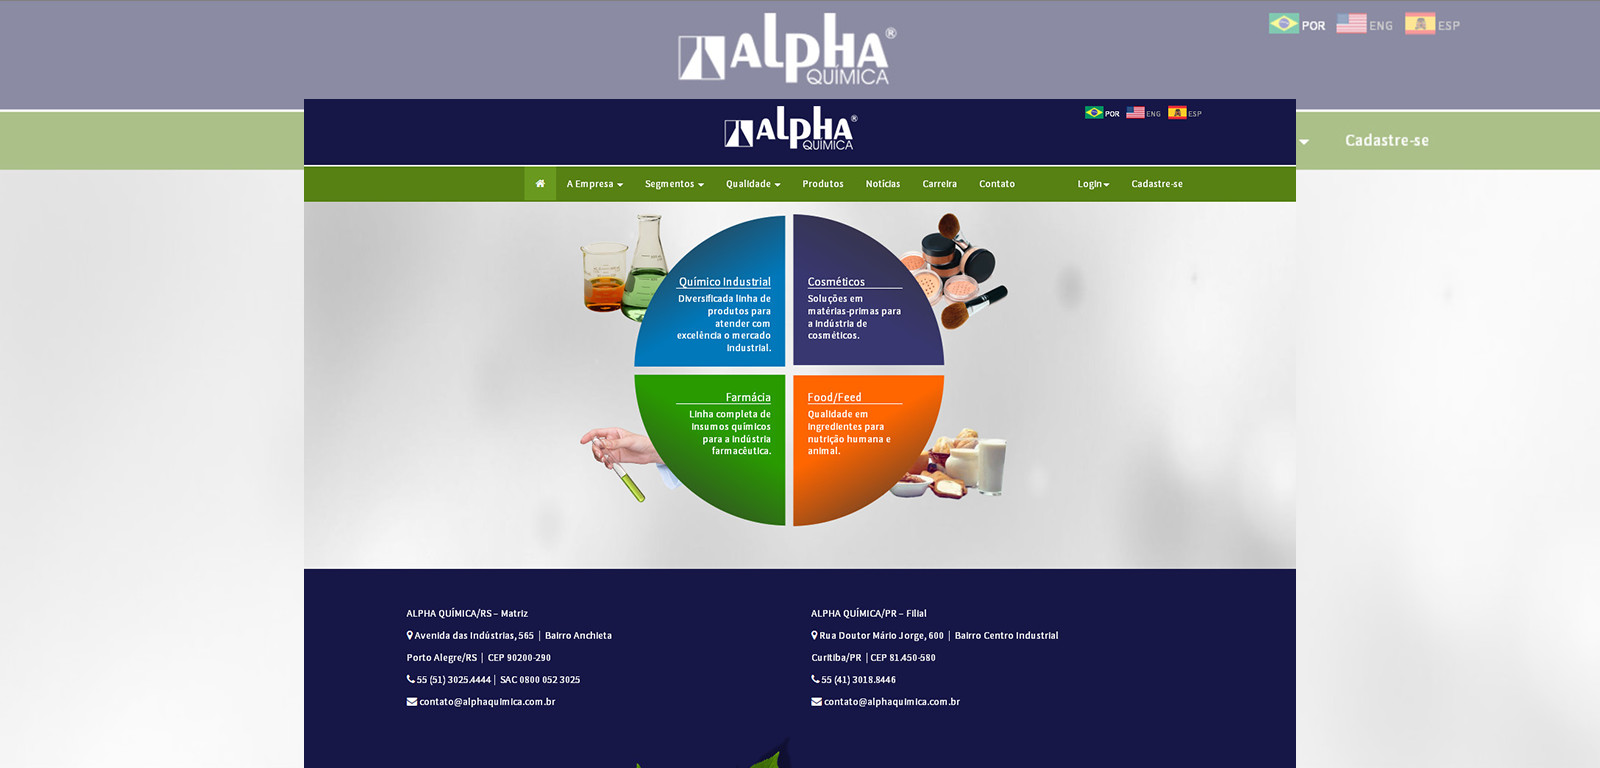 ALPHA®
QUÍMICA
POR ENG ESP
Cadastre-se
ALPHA®
QUÍMICA
POR ENG ESP
A Empresa Segmentos Qualidade Produtos Notícias Carreira Contato Login Cadastre-se
Químico Industrial
Diversificada linha de
produtos para
atender com
excelência o mercado
industrial.
Cosméticos
Soluções em
matérias-primas para
a indústria de
cosméticos.
Farmácia
Linha completa de
insumos químicos
para a indústria
farmacêutica.
Food/Feed
Qualidade em
ingredientes para
nutrição humana e
animal.
ALPHA QUÍMICA/RS – Matriz
Avenida das Indústrias, 565 | Bairro Anchieta
Porto Alegre/RS | CEP 90200-290
55 (51) 3025.4444 | SAC 0800 052 3025
contato@alphaquimica.com.br
ALPHA QUÍMICA/PR – Filial
Rua Doutor Mário Jorge, 600 | Bairro Centro Industrial
Curitiba/PR | CEP 81.450-580
55 (41) 3018.8446
contato@alphaquimica.com.br